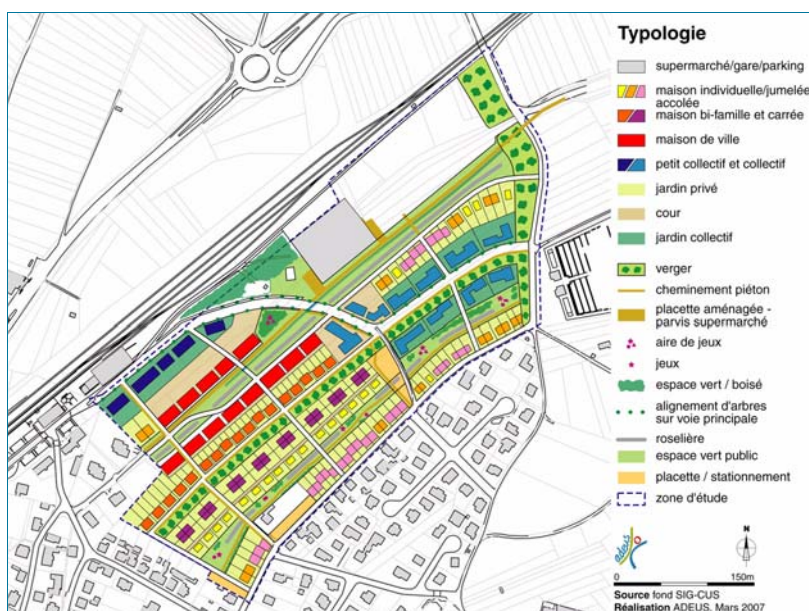 Typologie
supermarché/gare/parking
maison individuelle/jumelée
accolée
maison bi-famille et carrée
maison de ville
petit collectif et collectif
jardin privé
cour
jardin collectif
verger
cheminement piéton
placette aménagée -
parvis supermarché
aire de jeux
jeux
espace vert / boisé
alignement d'arbres
sur voie principale
roselière
espace vert public
placette / stationnement
zone d'étude
adeus
N
0 150m
Source fond SIG-CUS
Réalisation ADEUS, Mars 2007